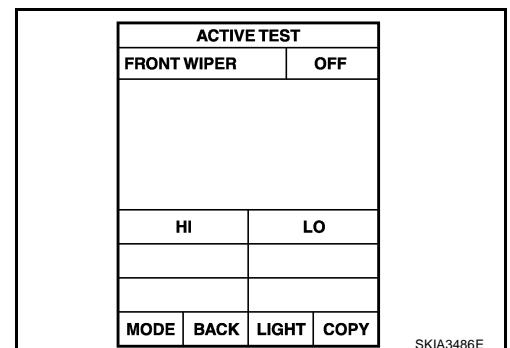 ACTIVE TEST
FRONT WIPER OFF
HI LO
MODE BACK LIGHT COPY
SKIA3486E